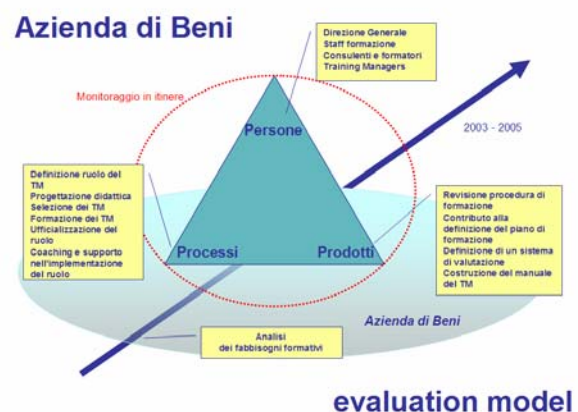 Azienda di Beni
Direzione Generale
Staff formazione
Consulenti e formatori
Training Managers
Monitoraggio in itinere
Persone
2003 - 2005
Definizione ruolo del
TM
Progettazione didattica
Selezione dei TM
Formazione dei TM
Ufficializzazione del
ruolo
Coaching e supporto
nell'implementazione
del ruolo
Revisione procedura di
formazione
Contributo alla
definizione del piano di
formazione
Definizione di un sistema
di valutazione
Costruzione del manuale
del TM
Processi
Prodotti
Azienda di Beni
Analisi
dei fabbisogni formativi
evaluation model